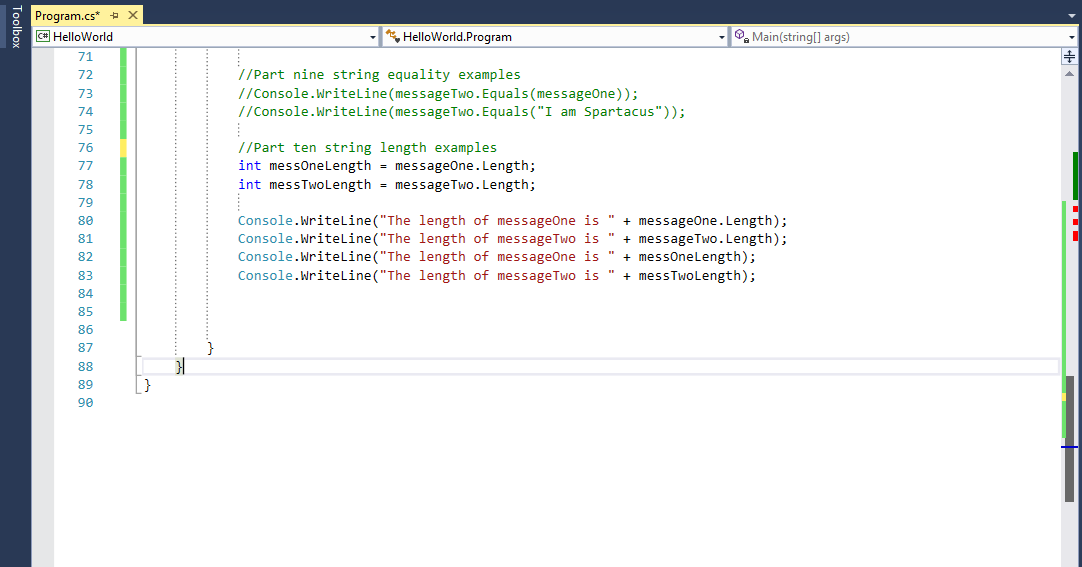 Toolbox
Program.cs*
C# HelloWorld HelloWorld.Program Main(string[] args)
71
72 //Part nine string equality examples
73 //Console.WriteLine(messageTwo.Equals(messageOne));
74 //Console.WriteLine(messageTwo.Equals("I am Spartacus"));
75
76 //Part ten string length examples
77 int messOneLength = messageOne.Length;
78 int messTwoLength = messageTwo.Length;
79
80 Console.WriteLine("The length of messageOne is " + messageOne.Length);
81 Console.WriteLine("The length of messageTwo is " + messageTwo.Length);
82 Console.WriteLine("The length of messageOne is " + messOneLength);
83 Console.WriteLine("The length of messageTwo is " + messTwoLength);
84
85
86
87 }
88 }
89 }
90